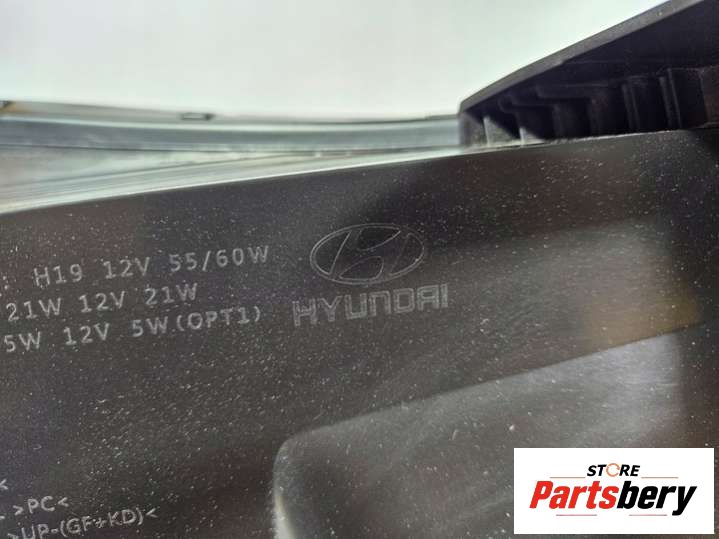 H19 12V 55/60W
21W 12V 21W
5W 12V 5W(OPT1)
HYUNDAI
>PC<
>UP-(GF+KD)<
STORE
Partsbery